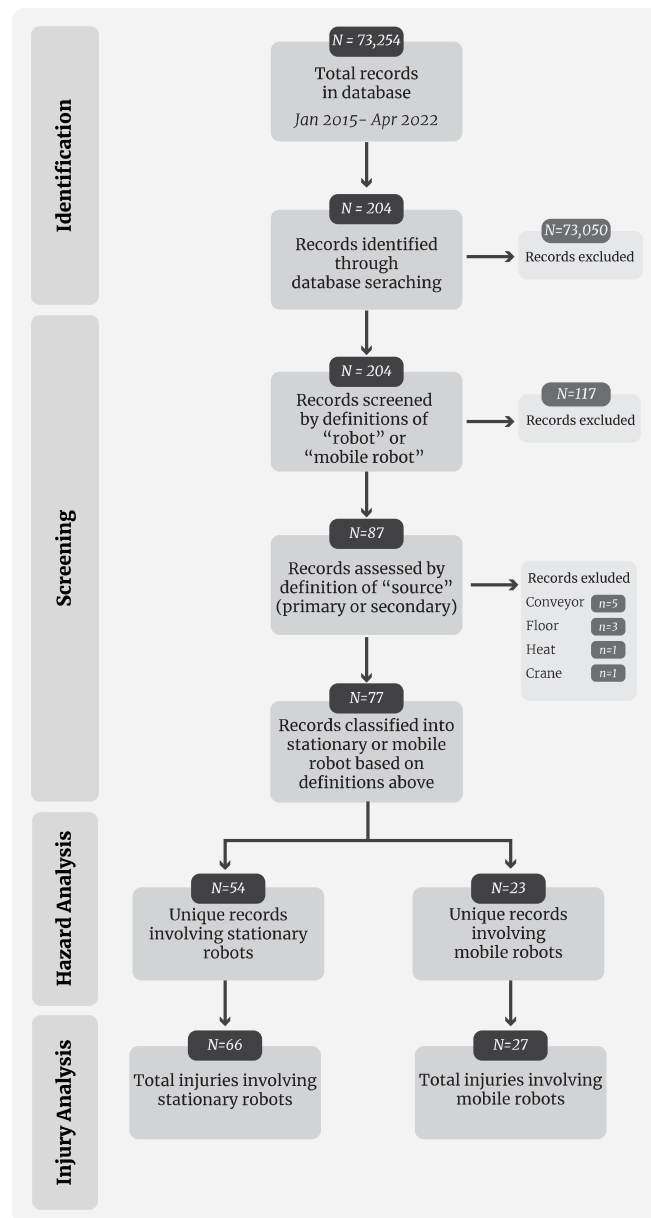 Identification
N = 73,254
Total records
in database
Jan 2015– Apr 2022
N = 204
Records identified
through
database seraching
N=73,050
Records excluded
Screening
N = 204
Records screened
by definitions of
“robot” or
“mobile robot”
N=117
Records excluded
N=87
Records assessed by
definition of “source”
(primary or secondary)
Records exluded
Conveyor n=5
Floor n=3
Heat n=1
Crane n=1
N=77
Records classified into
stationary or mobile
robot based on
definitions above
Hazard Analysis
N=54
Unique records
involving stationary
robots
N=23
Unique records
involving
mobile robots
Injury Analysis
N=66
Total injuries involving
stationary robots
N=27
Total injuries involving
mobile robots